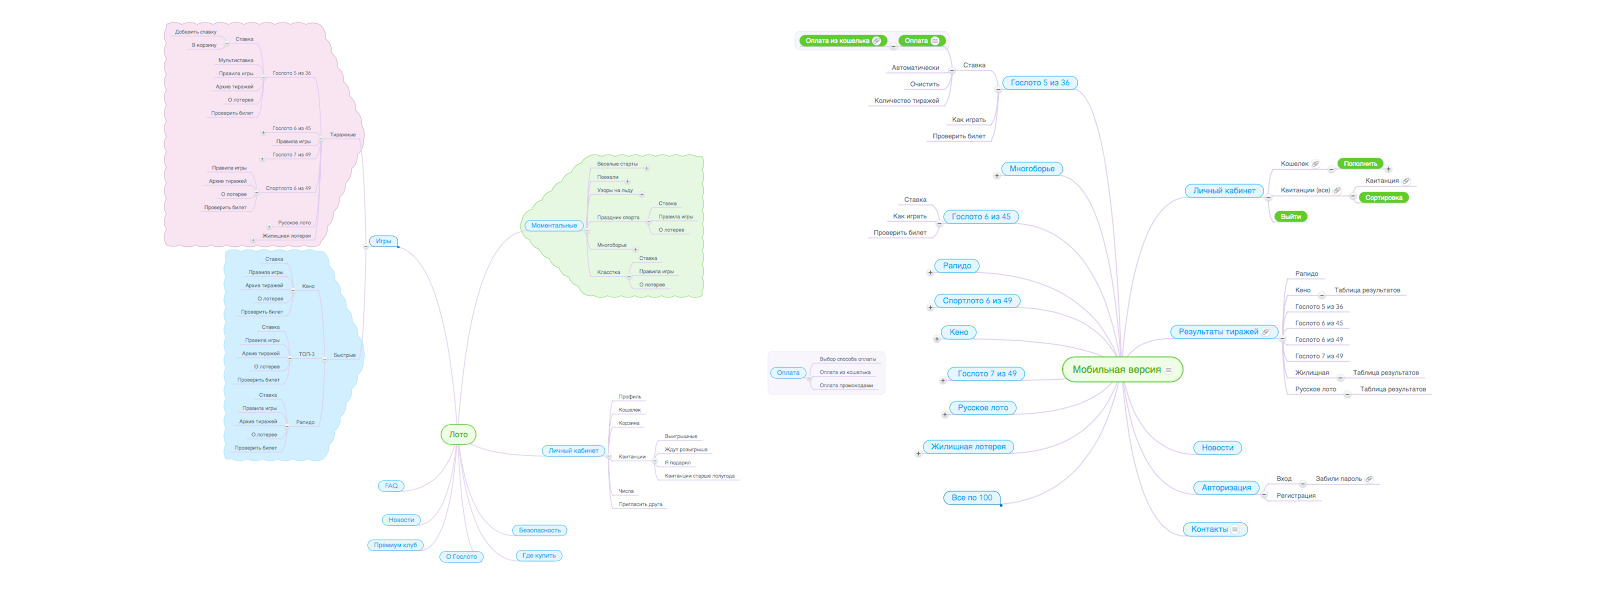 Добавить ставку
В корзину
Ставка
Мультиставка
Правила игры
Архив тиражей
О лотерее
Проверить билет
Гослото 5 из 36
Гослото 6 из 45
Правила игры
Гослото 7 из 49
Тиражные
Правила игры
Архив тиражей
О лотерее
Проверить билет
Спортлото 6 из 49
Русское лото
Жилищная лотерея
Игры
Ставка
Правила игры
Архив тиражей
О лотерее
Проверить билет
Кено
Ставка
Правила игры
Архив тиражей
О лотерее
Проверить билет
ТОП-3
Быстрые
Ставка
Правила игры
Архив тиражей
О лотерее
Проверить билет
Рапидо
Моментальные
Веселые старты
Поехали
Узоры на льду
Праздник спорта
Ставка
Правила игры
О лотерее
Многоборье
Класстка
Ставка
Правила игры
О лотерее
Лото
Личный кабинет
Профиль
Кошелек
Корзина
Квитанции
Выигрышные
Ждут розыгрыша
Я подарил
Квитанции старше полугода
Числа
Пригласить друга
FAQ
Новости
Премиум клуб
О Гослото
Где купить
Безопасность
Оплата из кошелька
Оплата
Автоматически
Очистить
Количество тиражей
Ставка
Как играть
Проверить билет
Гослото 5 из 36
Многоборье
Ставка
Как играть
Проверить билет
Гослото 6 из 45
Рапидо
Спортлото 6 из 49
Кено
Гослото 7 из 49
Русское лото
Жилищная лотерея
Все по 100
Оплата
Выбор способа оплаты
Оплата из кошелька
Оплата промокодами
Мобильная версия
Личный кабинет
Кошелек
Пополнить
Квитанции (все)
Квитанция
Сортировка
Выйти
Результаты тиражей
Рапидо
Кено
Таблица результатов
Гослото 5 из 36
Гослото 6 из 45
Гослото 6 из 49
Гослото 7 из 49
Жилищная
Таблица результатов
Русское лото
Таблица результатов
Новости
Авторизация
Вход
Забили пароль
Регистрация
Контакты